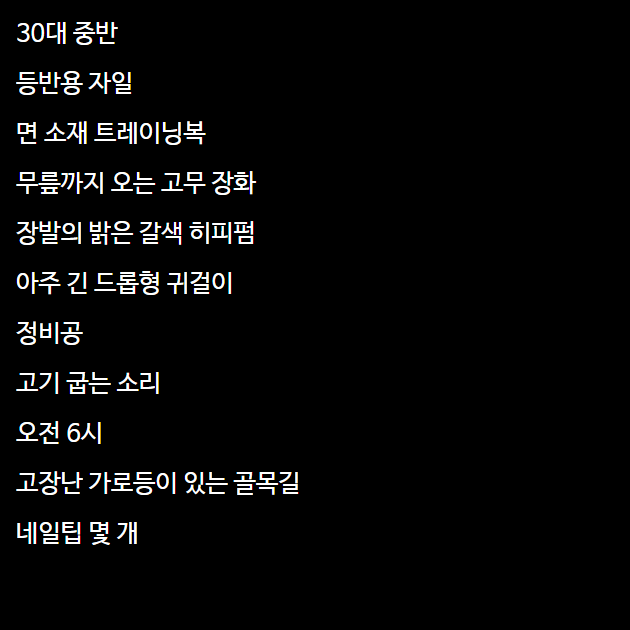 30대 중반
등반용 자일
면 소재 트레이닝복
무릎까지 오는 고무 장화
장발의 밝은 갈색 히피펌
아주 긴 드롭형 귀걸이
정비공
고기 굽는 소리
오전 6시
고장난 가로등이 있는 골목길
네일팁 몇 개